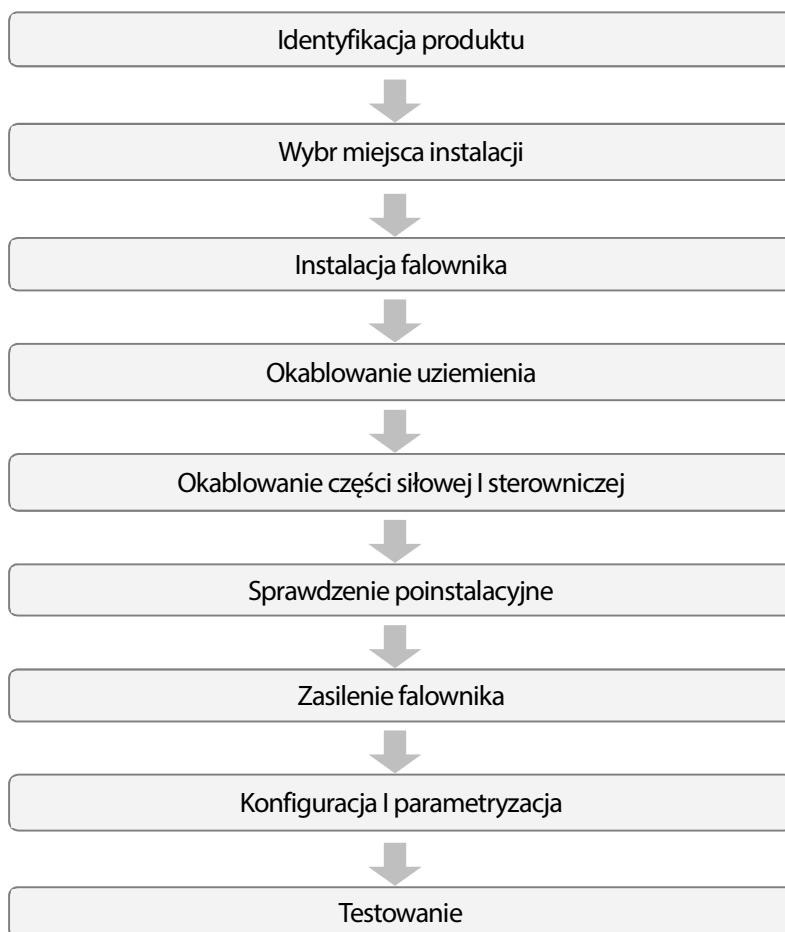 Identyfikacja produktu
Wybr miejsca instalacji
Instalacja falownika
Okablowanie uziemienia
Okablowanie części siłowej I sterowniczej
Sprawdzenie poinstalacyjne
Zasilenie falownika
Konfiguracja I parametryzacja
Testowanie